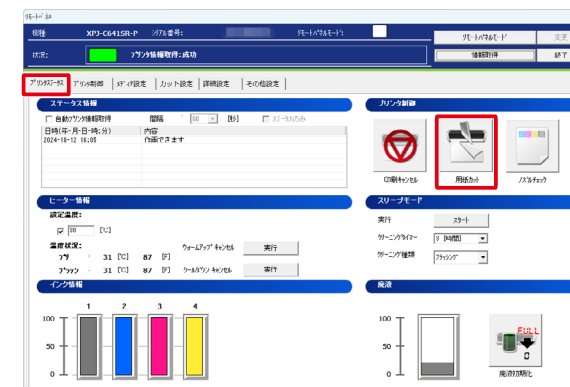 リモートパネル
機種: XPJ-C641SR-P シリアル番号: リモートパネルモード: リモートパネルモード 変更
状況: プリンタ情報取得:成功 情報取得 終了
プリンタステータス プリンタ制御 メディア設定 カット設定 詳細設定 その他設定
ステータス情報
自動プリンタ情報取得 間隔 : 60 [秒] ステータスのみ
日時(年-月-日-時:分) 内容
2024-10-12 16:05 作画できます
プリンタ制御
印刷キャンセル 用紙カット ノズルチェック
ヒーター情報
設定温度:
38 [℃]
温度状況:
プリ : 31 [℃] 87 [F] ウォームアップ キャンセル 実行
プラテン : 31 [℃] 87 [F] クールダウン キャンセル 実行
スリープモード
実行 スタート
クリーニングタイマー 3 [時間]
クリーニング種類 フラッシング
インク情報
1 2 3 4
100
50
0
廃液
100
50
0
FULL
0
廃液初期化